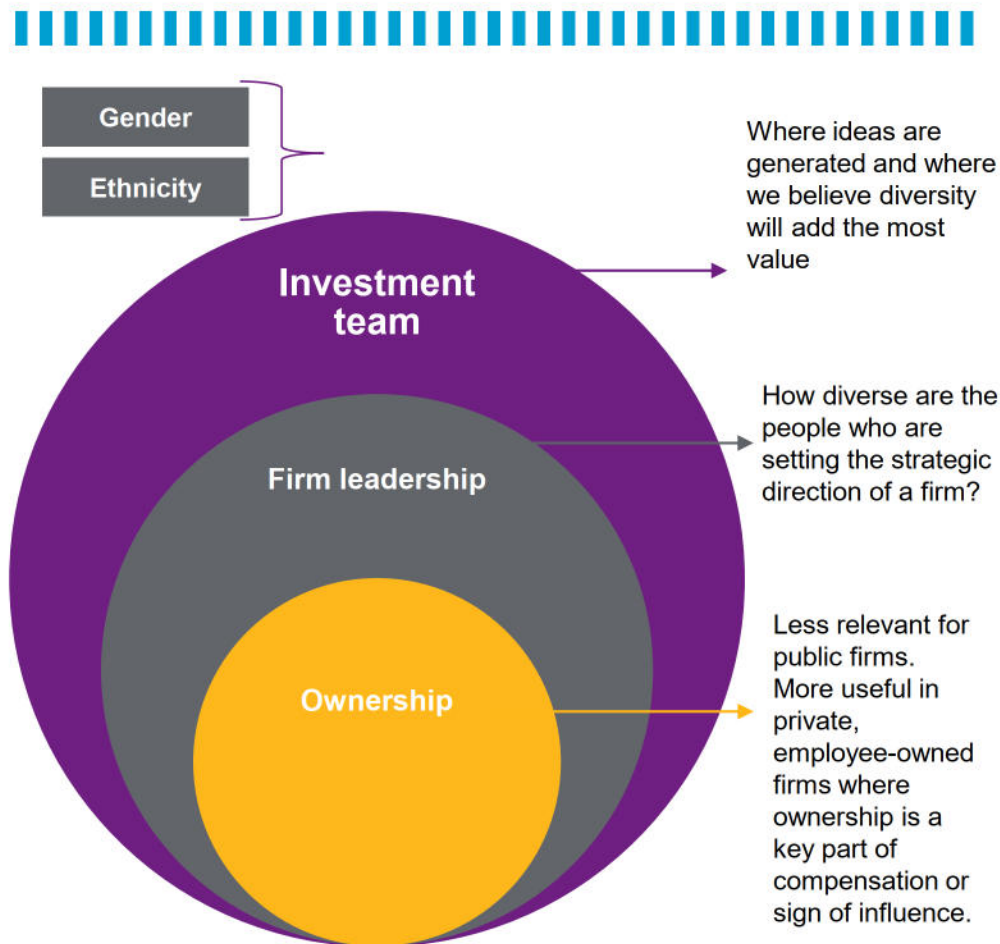 Gender
Ethnicity
Where ideas are
generated and where
we believe diversity
will add the most
value
Investment
team
How diverse are the
people who are
setting the strategic
direction of a firm?
Firm leadership
Less relevant for
public firms.
More useful in
private,
employee-owned
firms where
ownership is a
key part of
compensation or
sign of influence.
Ownership